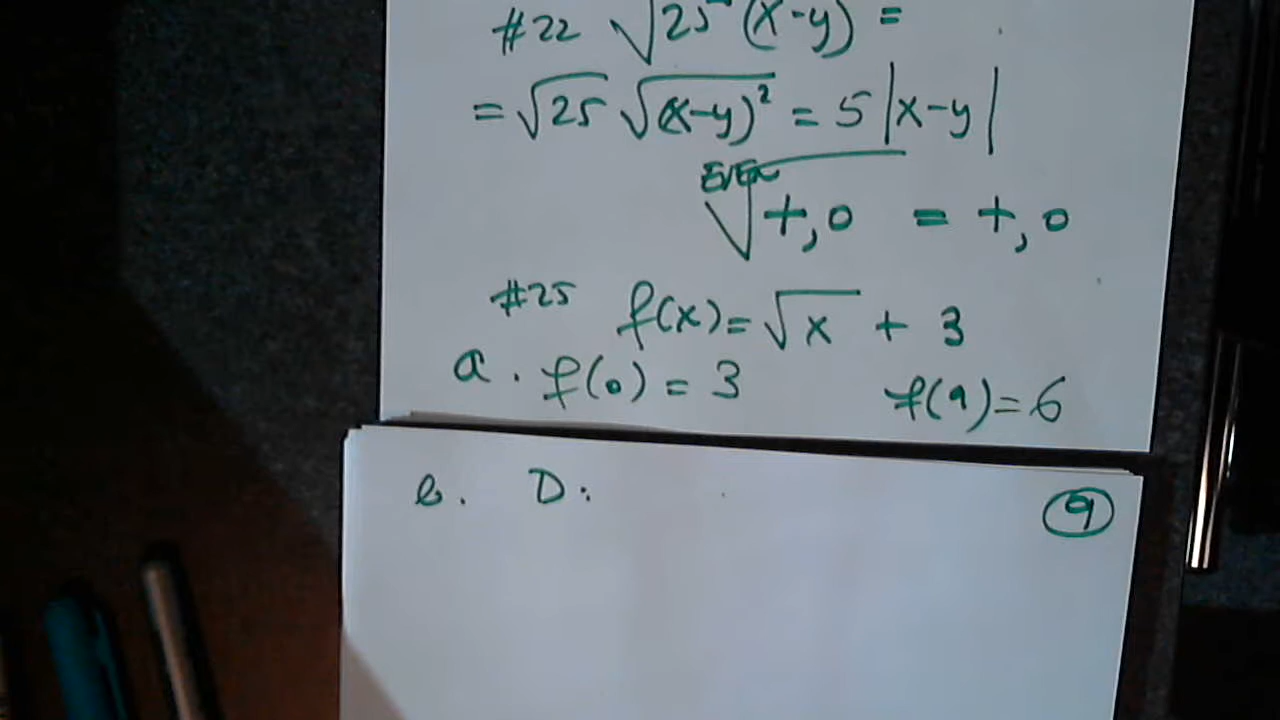 #22 √25 (x-y) =
= √25 √(x-y)² = 5 |x-y|
EVEN√+,0 = +,0
#25 f(x) = √x + 3
a. f(0) = 3 f(9) = 6
b. D: 9